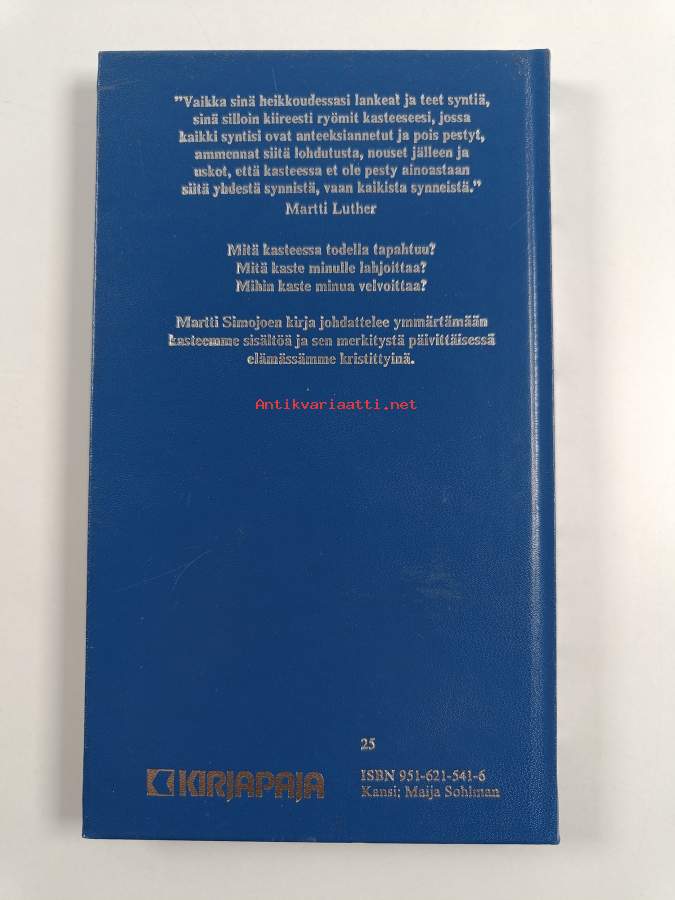 "Vaikka sinä heikkoudessasi lankeat ja teet syntiä,
sinä silloin kiireesti ryömit kasteeseesi, jossa
kaikki syntisi ovat anteeksiannetut ja pois pestyt,
ammennat siitä lohdutusta, nouset jälleen ja
uskot, että kasteessa et ole pesty ainoastaan
siitä yhdestä synnistä, vaan kaikista synneistä."
Martti Luther
Mitä kasteessa todella tapahtuu?
Mitä kaste minulle lahjoittaa?
Mihin kaste minua velvoittaa?
Martti Simojoen kirja johdattelee ymmärtämään
kasteemme sisältöä ja sen merkitystä päivittäisessä
elämässämme kristittyinä.
Antikvariaatti.net
25
KIRJAPAJA
ISBN 951-621-541-6
Kansi: Maija Sohlman